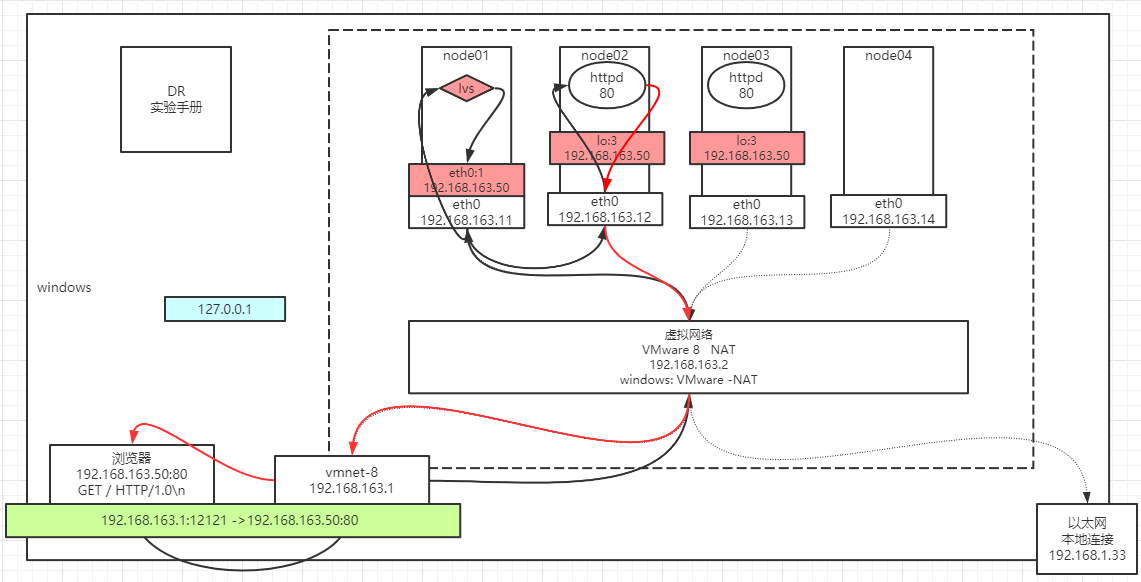 DR
实验手册
windows
127.0.0.1
node01
lvs
eth0:1
192.168.163.50
eth0
192.168.163.11
node02
httpd
80
lo:3
192.168.163.50
eth0
192.168.163.12
node03
httpd
80
lo:3
192.168.163.50
eth0
192.168.163.13
node04
eth0
192.168.163.14
虚拟网络
VMware 8 NAT
192.168.163.2
windows: VMware -NAT
浏览器
192.168.163.50:80
GET / HTTP/1.0\n
vmnet-8
192.168.163.1
192.168.163.1:12121 ->192.168.163.50:80
以太网
本地连接
192.168.1.33